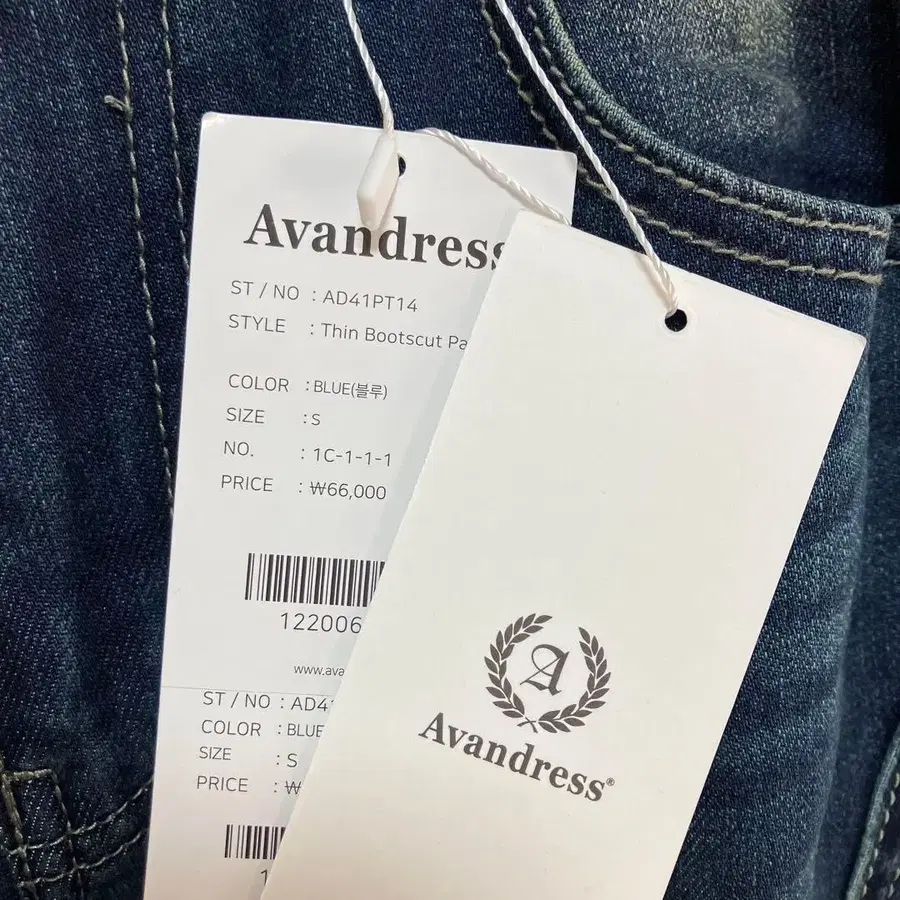 Avandress
ST / NO : AD41PT14
STYLE : Thin Bootscut
COLOR : BLUE(블루)
SIZE : S
NO. : 1C-1-1-1
PRICE : ₩66,000
122006
www.ava
ST / NO : AD41
COLOR : BLUE
SIZE : S
PRICE : ₩
A
Avandress®